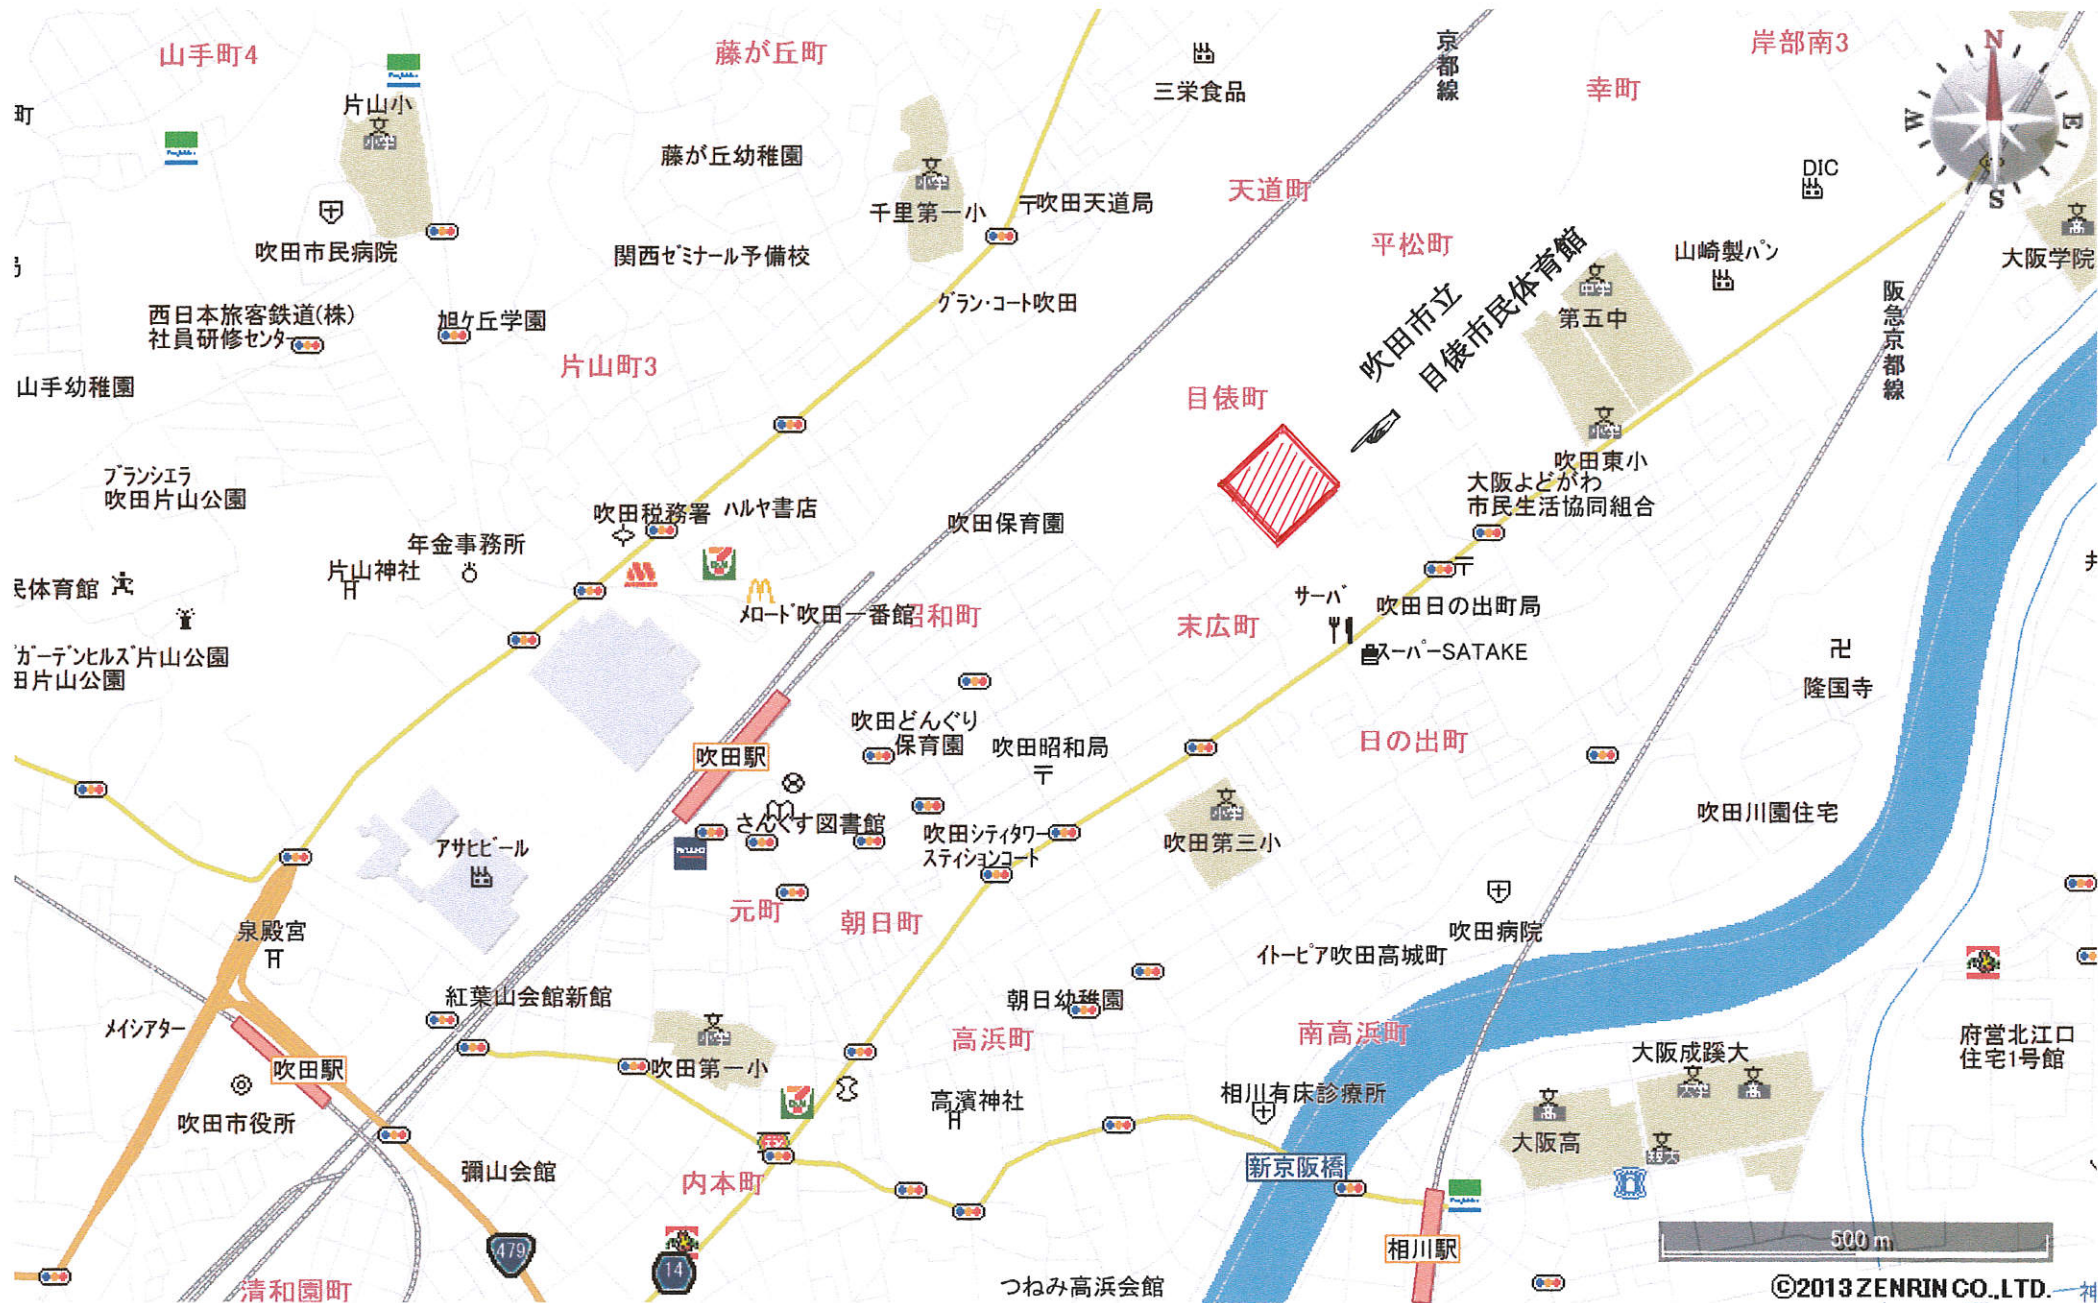 山手町4
藤が丘町
京都線
岸部南3
N
W
E
S
三栄食品
幸町
町
片山小
小学
藤が丘幼稚園
小学
千里第一小
吹田天道局
天道町
DIC
高
大阪学院
吹田市民病院
関西ゼミナール予備校
平松町
山崎製パン
吹田市立
目俵市民体育館
中学
第五中
グラン・コート吹田
西日本旅客鉄道(株)
社員研修センター
旭ケ丘学園
片山町3
阪急京都線
山手幼稚園
目俵町
小学
吹田東小
大阪よどがわ
市民生活協同組合
ブランシエラ
吹田片山公園
吹田税務署
ハルヤ書店
吹田保育園
年金事務所
片山神社
民体育館
メロード吹田一番館
昭和町
末広町
サーバ
吹田日の出町局
スーパーSATAKE
ガーデンヒルズ片山公園
田片山公園
隆国寺
吹田どんぐり
保育園
吹田昭和局
日の出町
吹田駅
さんくす図書館
吹田シティタワー
スティションコート
小学
吹田第三小
吹田川園住宅
アサヒビール
元町
朝日町
泉殿宮
吹田病院
イトーピア吹田高城町
紅葉山会館新館
朝日幼稚園
メイシアター
高浜町
南高浜町
府営北江口
住宅1号館
小学
吹田第一小
大阪成蹊大
大学
高
吹田駅
吹田市役所
高濱神社
相川有床診療所
高
大阪高
短大
彌山会館
内本町
新京阪橋
479
14
相川駅
500 m
清和園町
つねみ高浜会館
©2013 ZENRIN CO.,LTD.